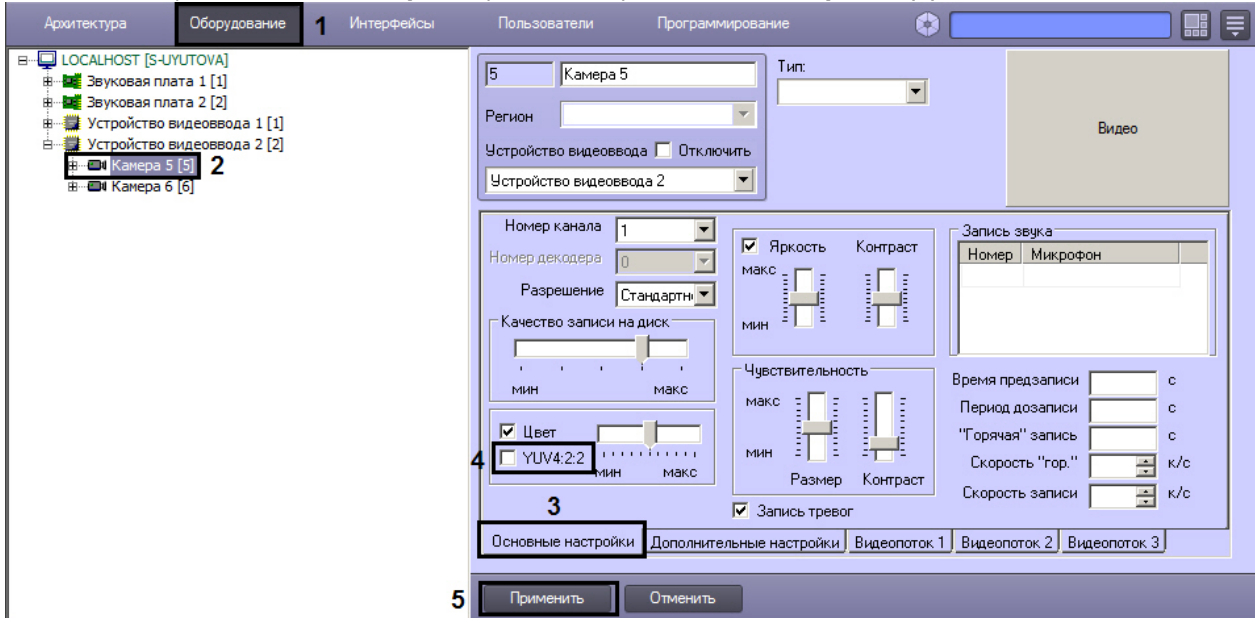 Архитектура Оборудование 1 Интерфейсы Пользователи Программирование
LOCALHOST [S-UYUTOVA]
Звуковая плата 1 [1]
Звуковая плата 2 [2]
Устройство видеоввода 1 [1]
Устройство видеоввода 2 [2]
Камера 5 [5] 2
Камера 6 [6]
5 Камера 5
Тип:
Регион
Устройство видеоввода Отключить
Устройство видеоввода 2
Видео
Номер канала 1
Номер декодера 0
Разрешение Стандартн
Качество записи на диск
мин макс
Цвет
4 YUV4:2:2
мин макс
3
Яркость Контраст
макс
мин
Чувствительность
макс
мин
Размер Контраст
Запись тревог
Запись звука
Номер Микрофон
Время предзаписи с
Период дозаписи с
"Горячая" запись с
Скорость "гор." к/с
Скорость записи к/с
Основные настройки Дополнительные настройки Видеопоток 1 Видеопоток 2 Видеопоток 3
5 Применить Отменить